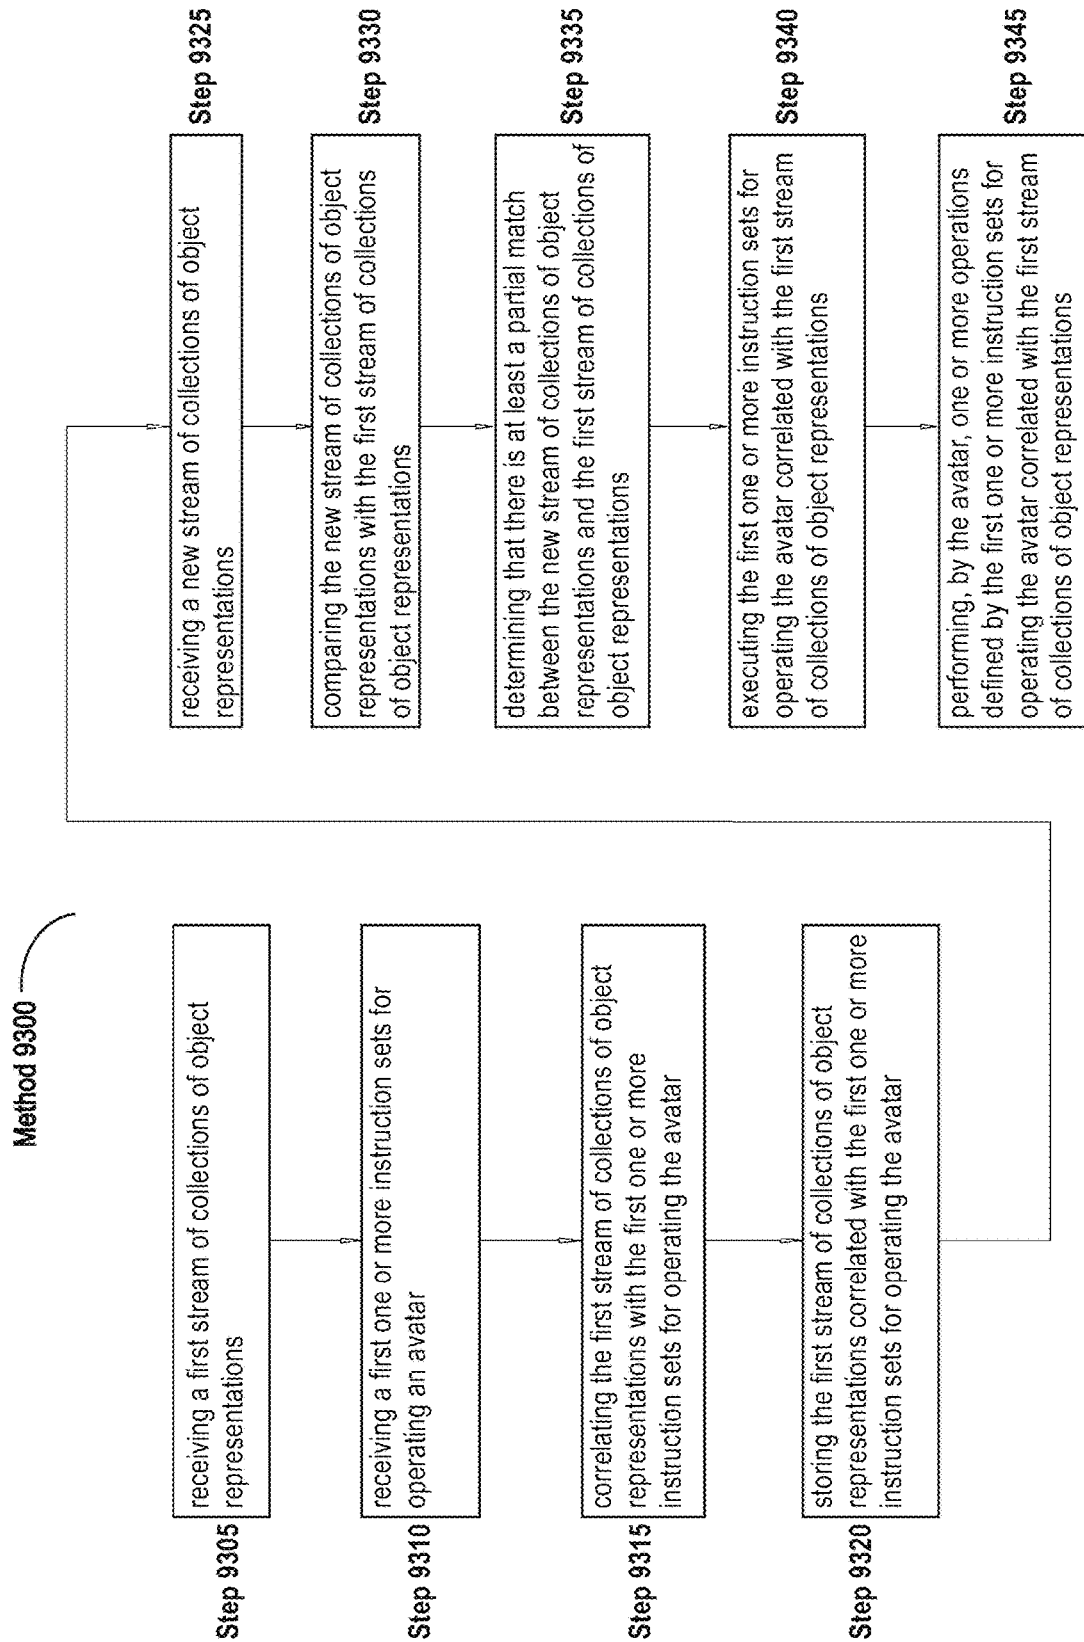 Method 9300
Step 9305
receiving a first stream of collections of object
representations
Step 9310
receiving a first one or more instruction sets for
operating an avatar
Step 9315
correlating the first stream of collections of object
representations with the first one or more
instruction sets for operating the avatar
Step 9320
storing the first stream of collections of object
representations correlated with the first one or more
instruction sets for operating the avatar
Step 9325
receiving a new stream of collections of object
representations
Step 9330
comparing the new stream of collections of object
representations with the first stream of collections
of object representations
Step 9335
determining that there is at least a partial match
between the new stream of collections of object
representations and the first stream of collections of
object representations
Step 9340
executing the first one or more instruction sets for
operating the avatar correlated with the first stream
of collections of object representations
Step 9345
performing, by the avatar, one or more operations
defined by the first one or more instruction sets for
operating the avatar correlated with the first stream
of collections of object representations